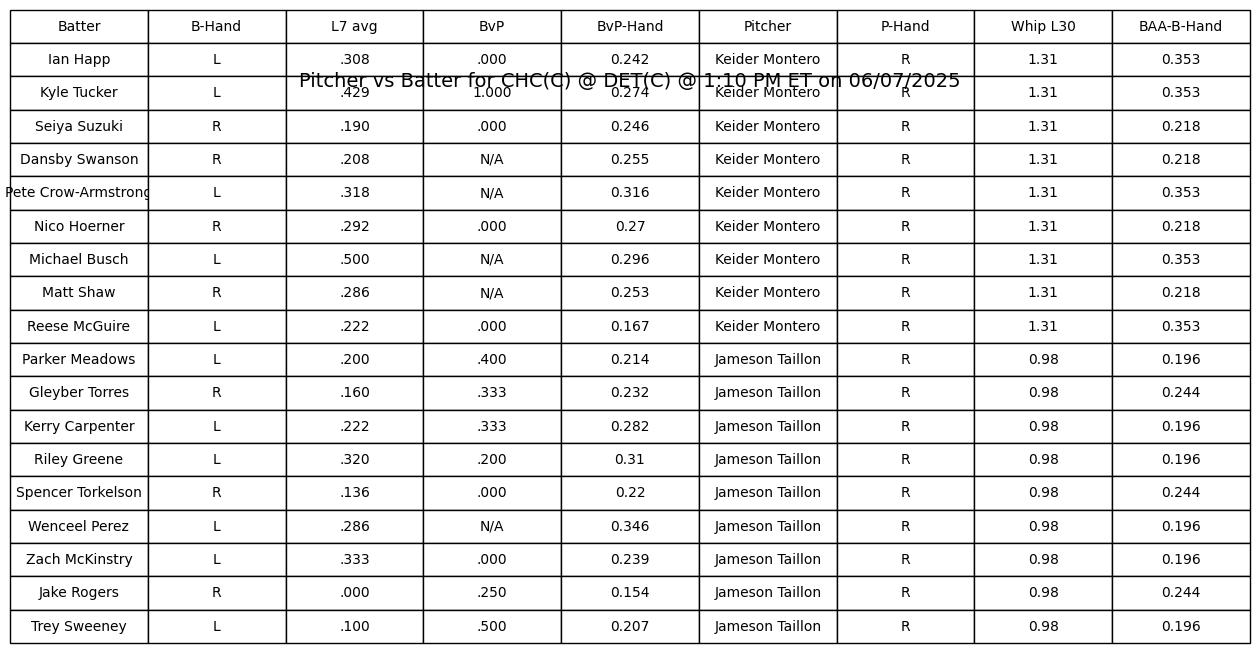 Batter B-Hand L7 avg BvP BvP-Hand Pitcher P-Hand Whip L30 BAA-B-Hand
Ian Happ L .308 .000 0.242 Keider Montero R 1.31 0.353
Pitcher vs Batter for CHC(C) @ DET(C) @ 1:10 PM ET on 06/07/2025
Kyle Tucker L .429 1.000 0.274 Keider Montero R 1.31 0.353
Seiya Suzuki R .190 .000 0.246 Keider Montero R 1.31 0.218
Dansby Swanson R .208 N/A 0.255 Keider Montero R 1.31 0.218
Pete Crow-Armstrong L .318 N/A 0.316 Keider Montero R 1.31 0.353
Nico Hoerner R .292 .000 0.27 Keider Montero R 1.31 0.218
Michael Busch L .500 N/A 0.296 Keider Montero R 1.31 0.353
Matt Shaw R .286 N/A 0.253 Keider Montero R 1.31 0.218
Reese McGuire L .222 .000 0.167 Keider Montero R 1.31 0.353
Parker Meadows L .200 .400 0.214 Jameson Taillon R 0.98 0.196
Gleyber Torres R .160 .333 0.232 Jameson Taillon R 0.98 0.244
Kerry Carpenter L .222 .333 0.282 Jameson Taillon R 0.98 0.196
Riley Greene L .320 .200 0.31 Jameson Taillon R 0.98 0.196
Spencer Torkelson R .136 .000 0.22 Jameson Taillon R 0.98 0.244
Wenceel Perez L .286 N/A 0.346 Jameson Taillon R 0.98 0.196
Zach McKinstry L .333 .000 0.239 Jameson Taillon R 0.98 0.196
Jake Rogers R .000 .250 0.154 Jameson Taillon R 0.98 0.244
Trey Sweeney L .100 .500 0.207 Jameson Taillon R 0.98 0.196